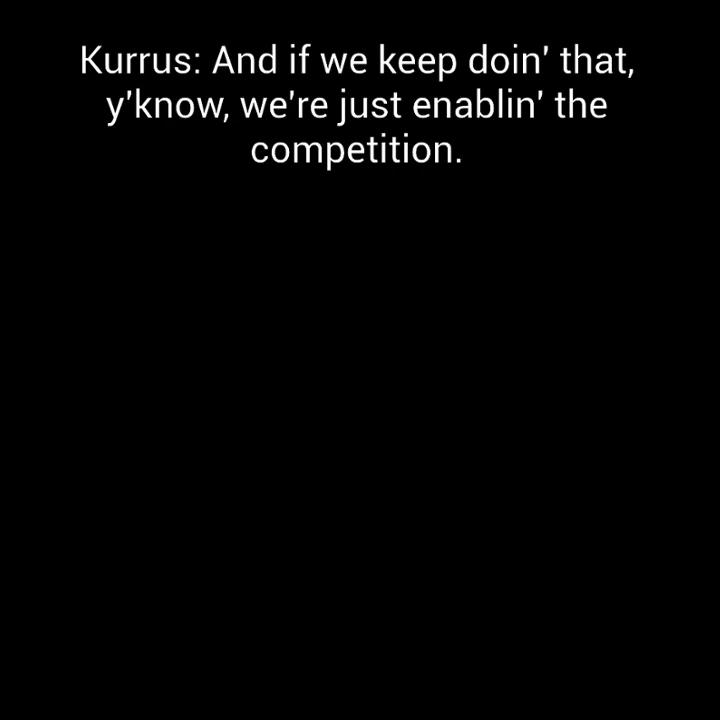 Kurrus: And if we keep doin' that,
y'know, we're just enablin' the
competition.